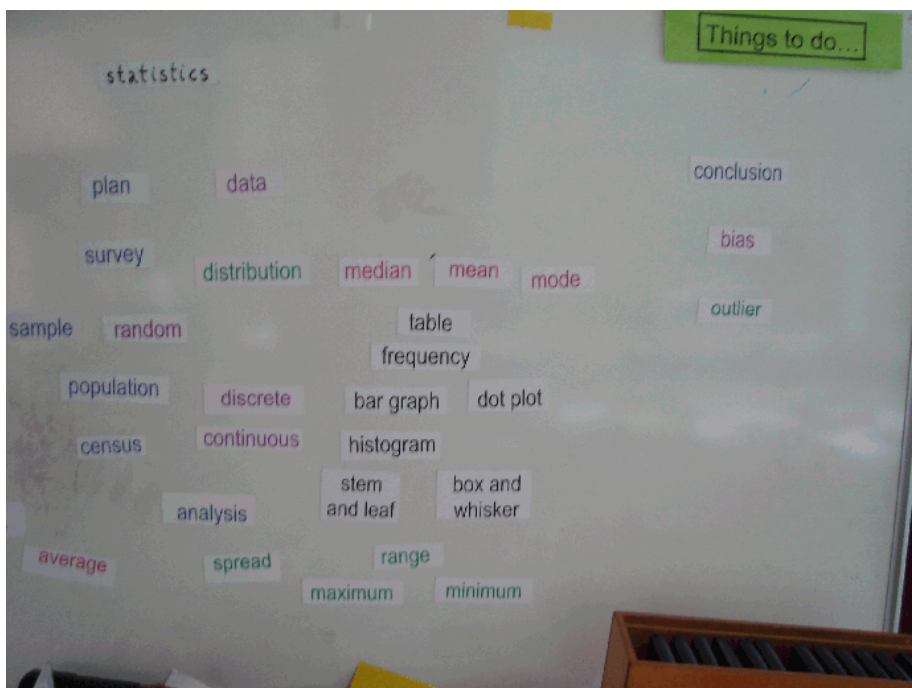 Things to do...
statistics
plan data conclusion
survey bias
distribution median mean mode
outlier
sample random table
frequency
population discrete bar graph dot plot
census continuous histogram
stem
and leaf
box and
whisker
analysis
average spread range
maximum minimum